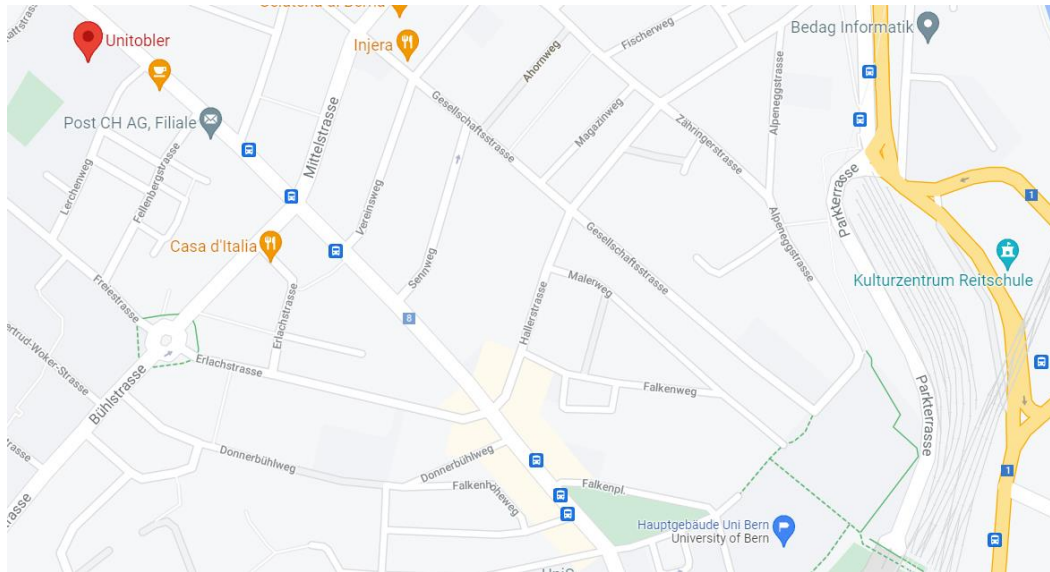 Unitobler
Injera
Bedag Informatik
Fischerweg
Ahornweg
Post CH AG, Filiale
Mittelstrasse
Gesellschaftsstrasse
Magazinweg
Zähringerstrasse
Alpeneggstrasse
Lerchenweg
Fellenbergstrasse
Vereinsweg
Parkterrasse
1
Casa d'Italia
Sennweg
Gesellschaftsstrasse
Alpeneggstrasse
Kulturzentrum Reitschule
Freiestrasse
Malerweg
Erlachstrasse
Hallerstrasse
8
Erlachstrasse
Bühlstrasse
Falkenweg
Parkterrasse
Donnerbühlweg
Donnerbühlweg
1
Falkenhöheweg
Falkenpl.
Hauptgebäude Uni Bern
University of Bern